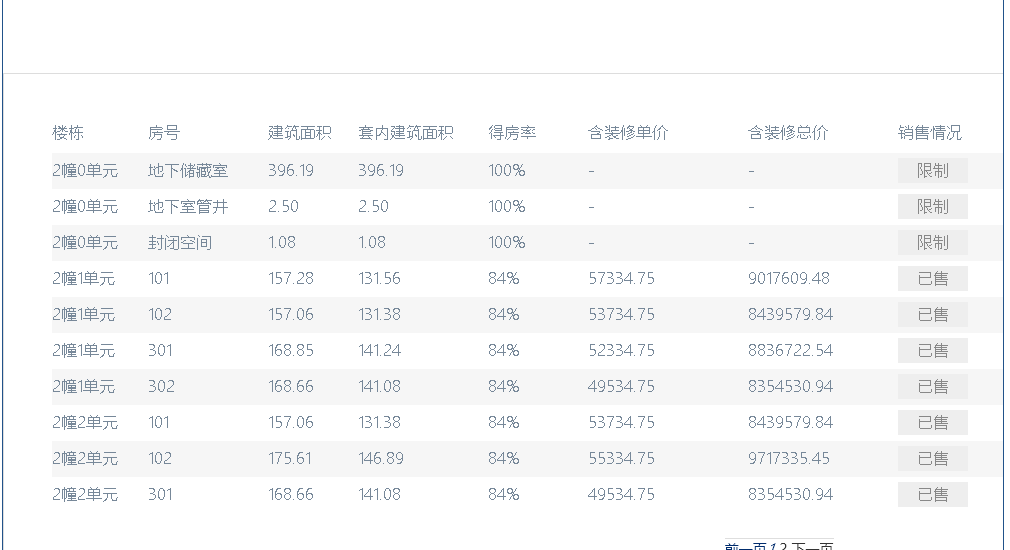 楼栋 房号 建筑面积 套内建筑面积 得房率 含装修单价 含装修总价 销售情况
2幢0单元 地下储藏室 396.19 396.19 100% - - 限制
2幢0单元 地下室管井 2.50 2.50 100% - - 限制
2幢0单元 封闭空间 1.08 1.08 100% - - 限制
2幢1单元 101 157.28 131.56 84% 57334.75 9017609.48 已售
2幢1单元 102 157.06 131.38 84% 53734.75 8439579.84 已售
2幢1单元 301 168.85 141.24 84% 52334.75 8836722.54 已售
2幢1单元 302 168.66 141.08 84% 49534.75 8354530.94 已售
2幢2单元 101 157.06 131.38 84% 53734.75 8439579.84 已售
2幢2单元 102 175.61 146.89 84% 55334.75 9717335.45 已售
2幢2单元 301 168.66 141.08 84% 49534.75 8354530.94 已售
前一页 1 2 下一页